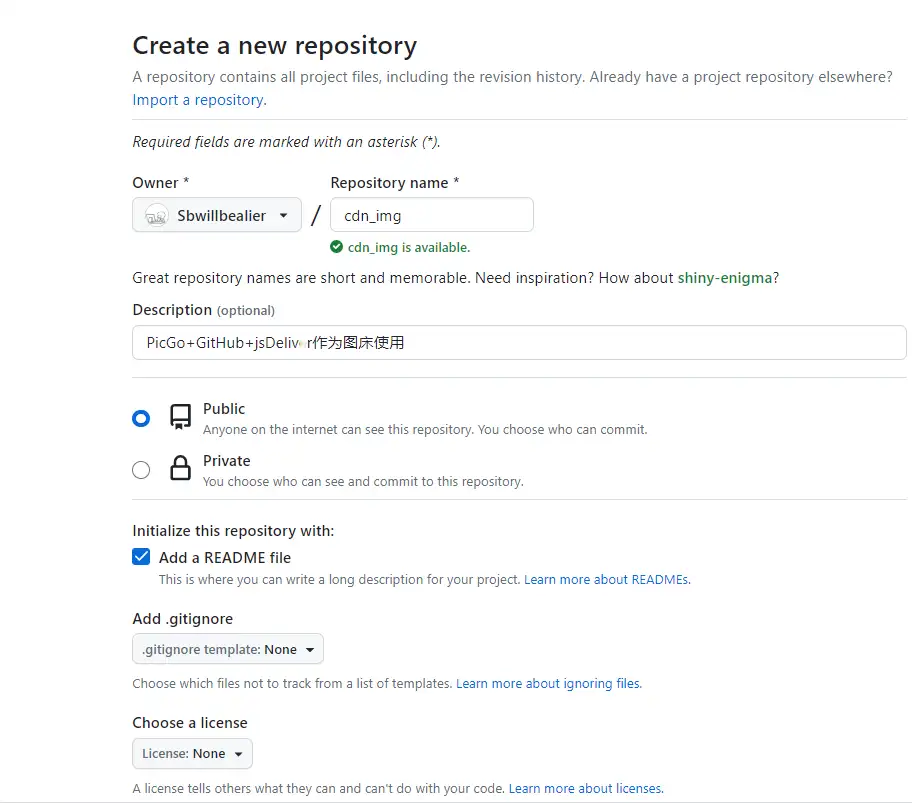 Create a new repository
A repository contains all project files, including the revision history. Already have a project repository elsewhere?
Import a repository.
Required fields are marked with an asterisk (*).
Owner * Repository name *
Sbwillbealier / cdn_img
cdn_img is available.
Great repository names are short and memorable. Need inspiration? How about shiny-enigma?
Description (optional)
PicGo+GitHub+jsDeliver作为图床使用
Public
Anyone on the internet can see this repository. You choose who can commit.
Private
You choose who can see and commit to this repository.
Initialize this repository with:
Add a README file
This is where you can write a long description for your project. Learn more about READMEs.
Add .gitignore
.gitignore template: None
Choose which files not to track from a list of templates. Learn more about ignoring files.
Choose a license
License: None
A license tells others what they can and can't do with your code. Learn more about licenses.